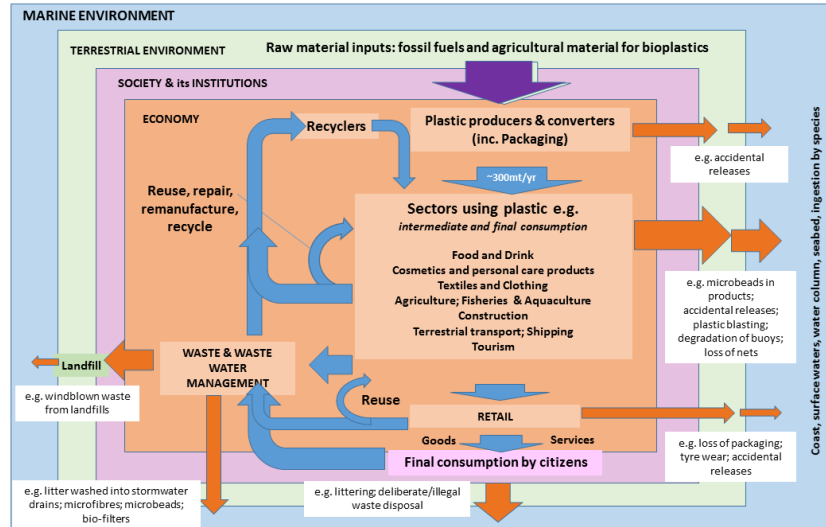 MARINE ENVIRONMENT
TERRESTRIAL ENVIRONMENT
Raw material inputs: fossil fuels and agricultural material for bioplastics
SOCIETY & its INSTITUTIONS
ECONOMY
Recyclers
Plastic producers & converters
(inc. Packaging)
e.g. accidental
releases
~300mt/yr
Reuse, repair,
remanufacture,
recycle
Sectors using plastic e.g.
intermediate and final consumption
Food and Drink
Cosmetics and personal care products
Textiles and Clothing
Agriculture; Fisheries & Aquaculture
Construction
Terrestrial transport; Shipping
Tourism
e.g. microbeads in
products;
accidental releases;
plastic blasting;
degradation of buoys;
loss of nets
Coast, surface waters, water column, seabed, ingestion by species
Landfill
WASTE & WASTE
WATER
MANAGEMENT
e.g. windblown waste
from landfills
Reuse
RETAIL
Goods
Services
Final consumption by citizens
e.g. loss of packaging;
tyre wear; accidental
releases
e.g. litter washed into stormwater
drains; microfibres; microbeads;
bio-filters
e.g. littering; deliberate/illegal
waste disposal